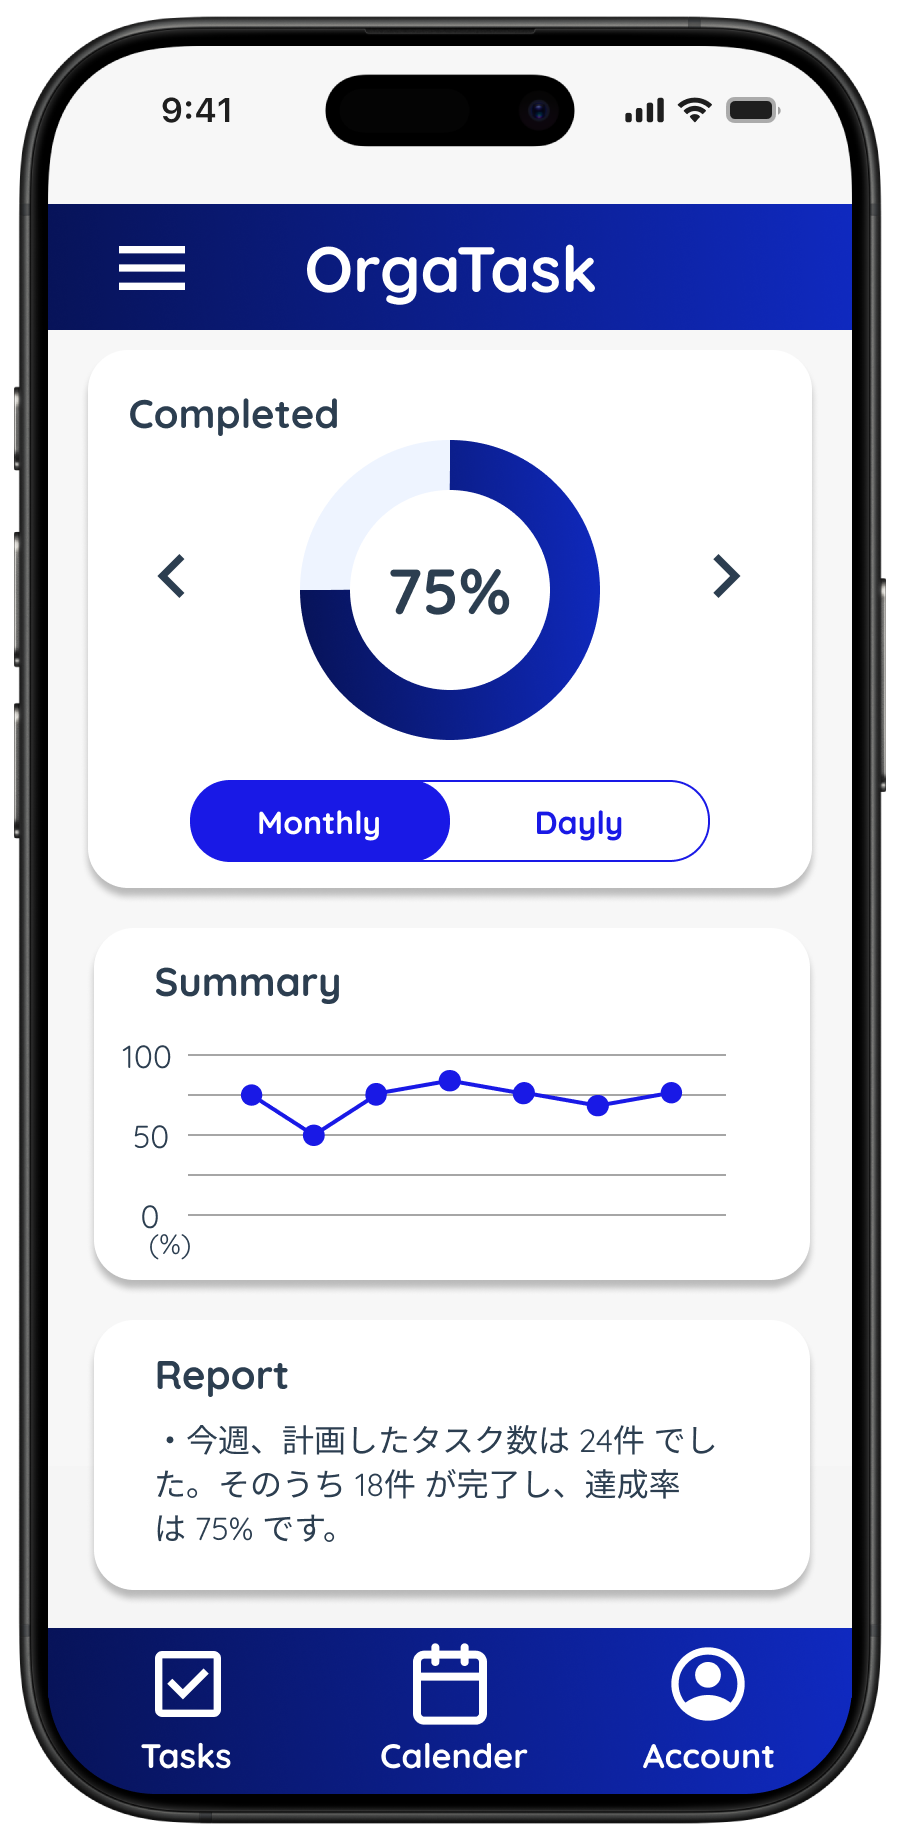 9:41
OrgaTask
Completed
75%
Monthly
Dayly
Summary
100
50
0
(%)
Report
・今週、計画したタスク数は 24件 でし
た。そのうち 18件 が完了し、達成率
は 75% です。
Tasks
Calender
Account